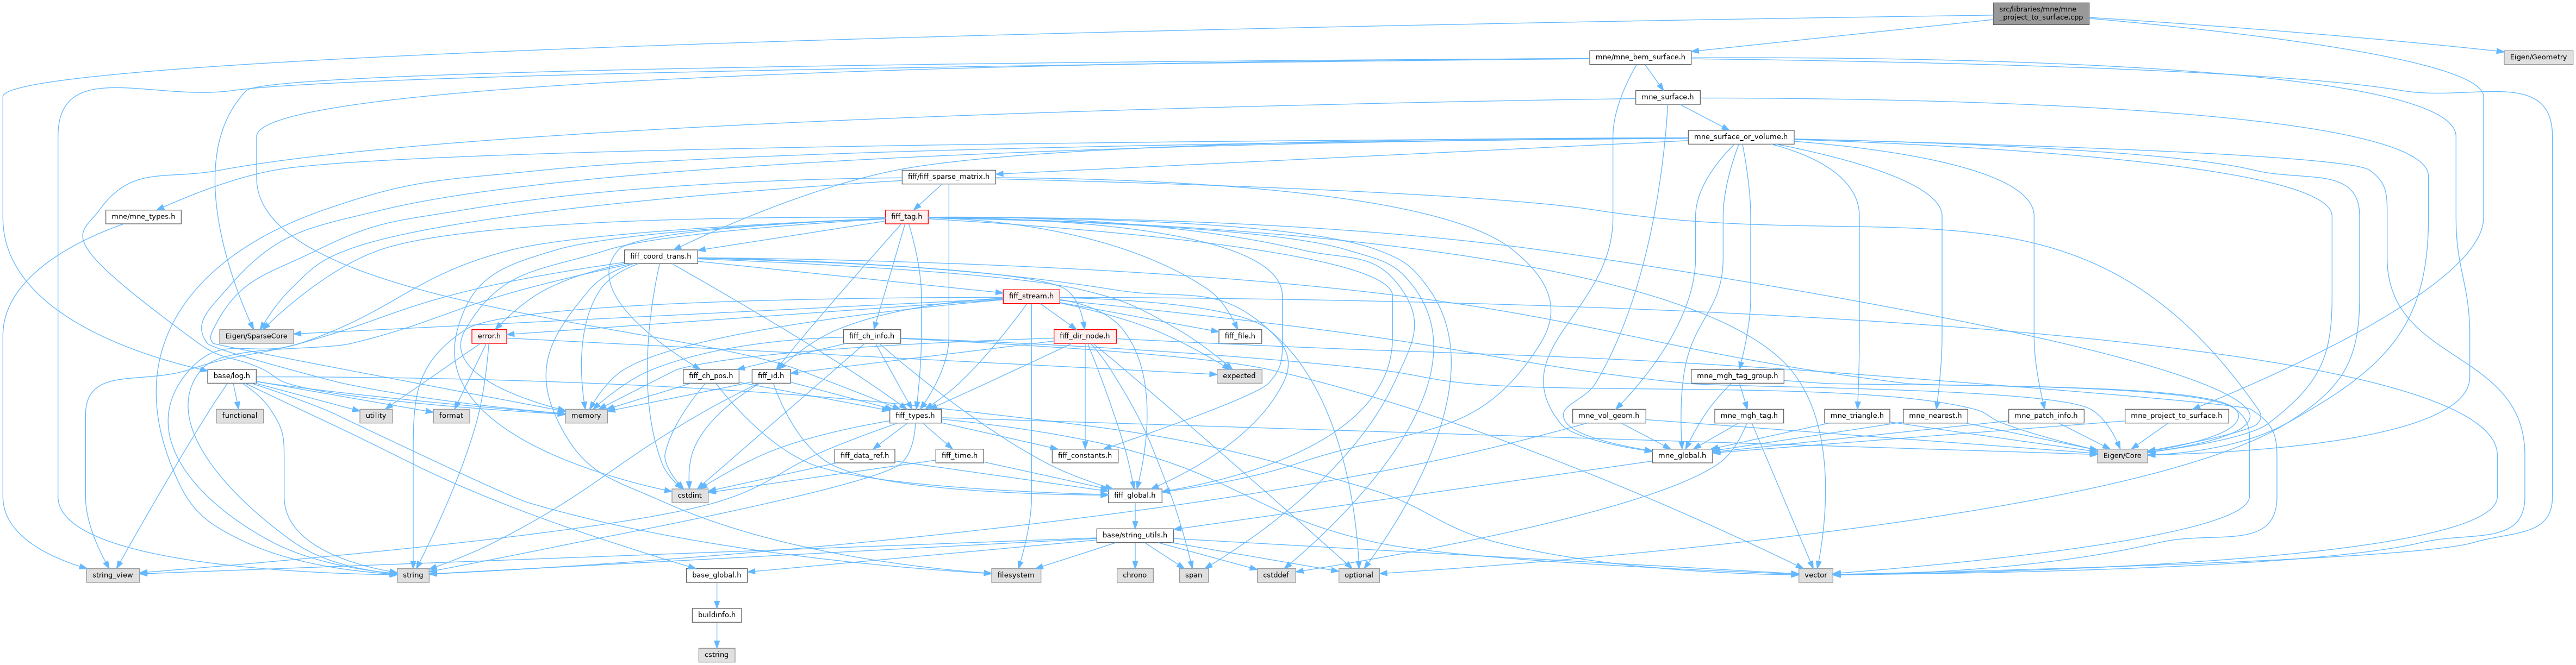 src/libraries/mne/mne
_project_to_surface.cpp
mne/mne_bem_surface.h
Eigen/Geometry
mne_surface.h
mne_surface_or_volume.h
fiff/fiff_sparse_matrix.h
mne/mne_types.h
fiff_tag.h
fiff_coord_trans.h
fiff_stream.h
Eigen/SparseCore
error.h
fiff_ch_info.h
fiff_dir_node.h
fiff_file.h
base/log.h
fiff_ch_pos.h
fiff_id.h
expected
mne_mgh_tag_group.h
functional
utility
format
memory
fiff_types.h
mne_vol_geom.h
mne_mgh_tag.h
mne_triangle.h
mne_nearest.h
mne_patch_info.h
mne_project_to_surface.h
fiff_data_ref.h
fiff_time.h
fiff_constants.h
mne_global.h
Eigen/Core
cstdint
fiff_global.h
base/string_utils.h
string_view
string
base_global.h
filesystem
chrono
span
cstddef
optional
vector
buildinfo.h
cstring